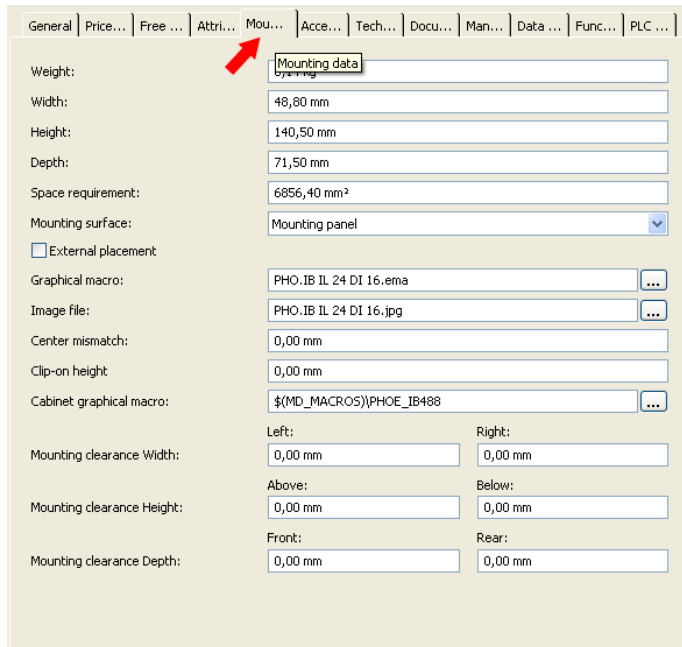 General Price... Free ... Attri... Mou... Acce... Tech... Docu... Man... Data ... Func... PLC ...
Mounting data
Weight:
Width: 48,80 mm
Height: 140,50 mm
Depth: 71,50 mm
Space requirement: 6856,40 mm²
Mounting surface: Mounting panel
External placement
Graphical macro: PHO.IB IL 24 DI 16.ema ...
Image file: PHO.IB IL 24 DI 16.jpg ...
Center mismatch: 0,00 mm
Clip-on height 0,00 mm
Cabinet graphical macro: $(MD_MACROS)\PHOE_IB488 ...
Left: Right:
Mounting clearance Width: 0,00 mm 0,00 mm
Above: Below:
Mounting clearance Height: 0,00 mm 0,00 mm
Front: Rear:
Mounting clearance Depth: 0,00 mm 0,00 mm